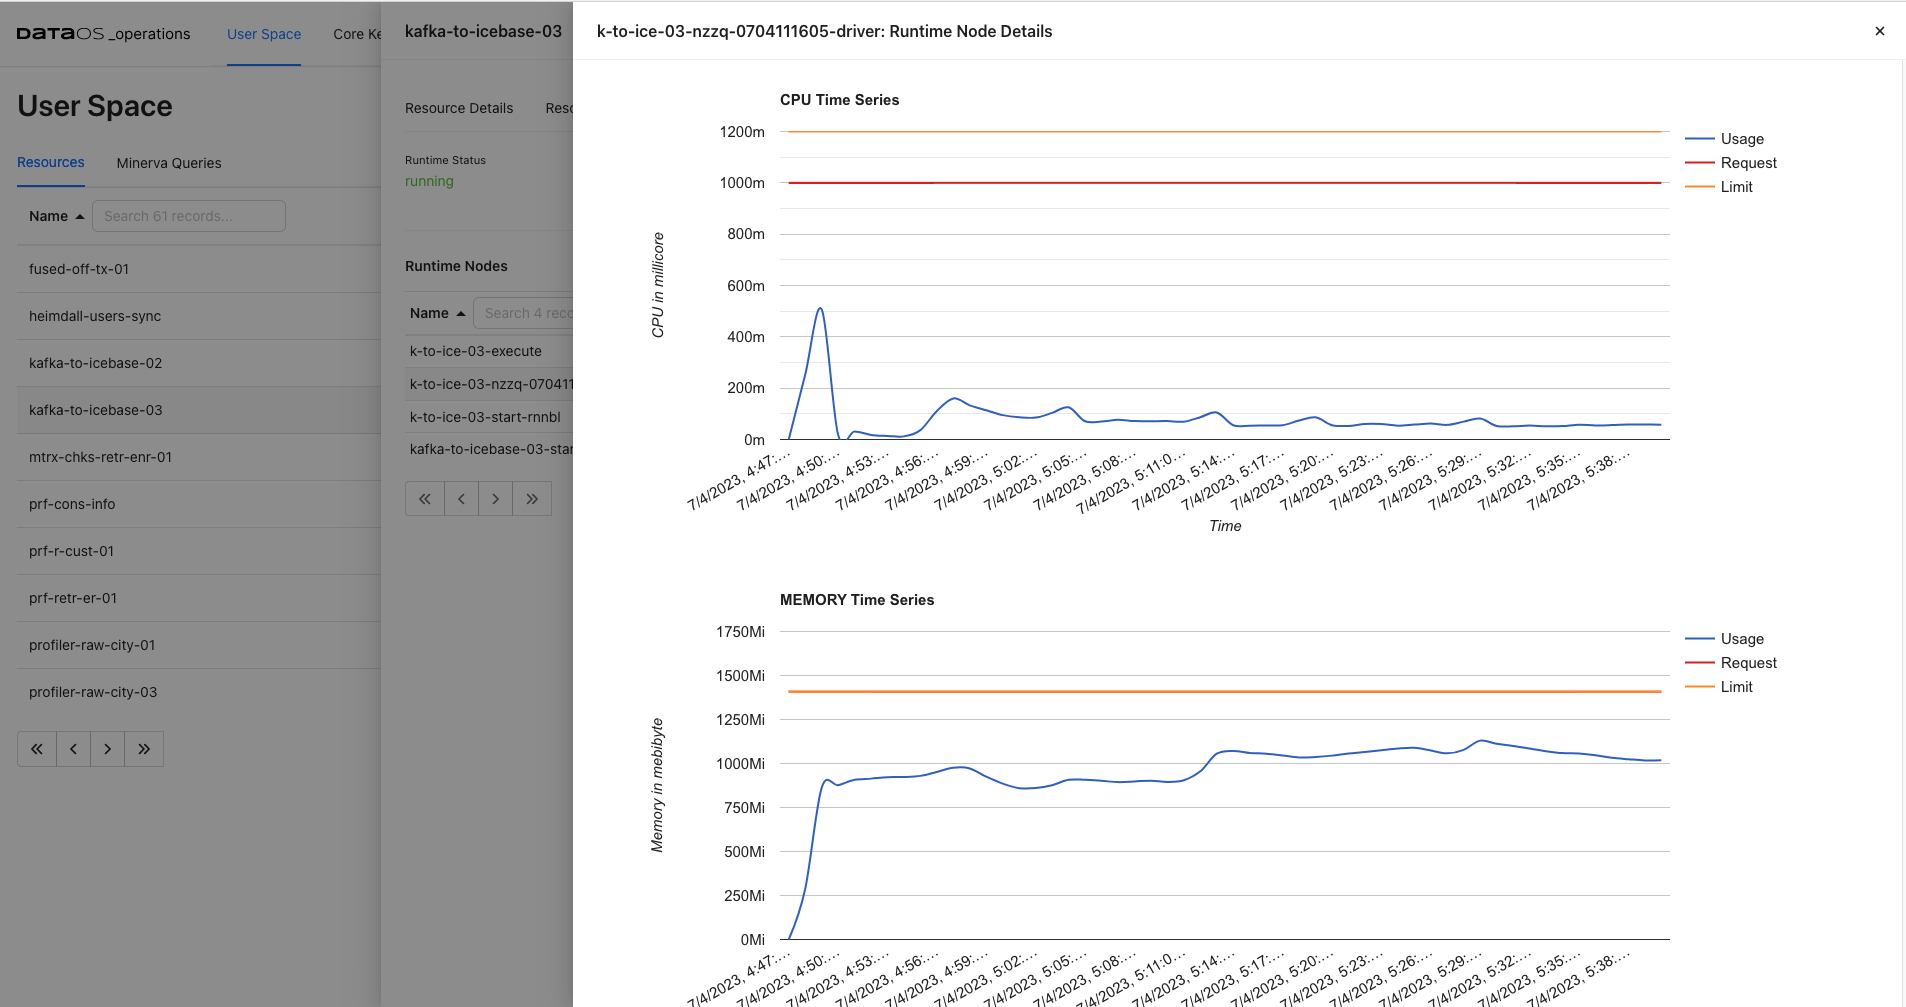 DATAOS _operations
User Space
Core Ke
User Space
Resources
Minerva Queries
Name
Search 61 records...
fused-off-tx-01
heimdall-users-sync
kafka-to-icebase-02
kafka-to-icebase-03
mtrx-chks-retr-enr-01
prf-cons-info
prf-r-cust-01
prf-retr-er-01
profiler-raw-city-01
profiler-raw-city-03
kafka-to-icebase-03
Resource Details
Reso
Runtime Status
running
Runtime Nodes
Name
Search 4 reco
k-to-ice-03-execute
k-to-ice-03-nzzq-070411
k-to-ice-03-start-rnnbl
kafka-to-icebase-03-star
k-to-ice-03-nzzq-0704111605-driver: Runtime Node Details
CPU Time Series
1200m
1000m
800m
600m
400m
200m
0m
CPU in millicore
Usage
Request
Limit
7/4/2023, 4:47:...
7/4/2023, 4:50:...
7/4/2023, 4:53:...
7/4/2023, 4:56:...
7/4/2023, 4:59:...
7/4/2023, 5:02:...
7/4/2023, 5:05:...
7/4/2023, 5:08:...
7/4/2023, 5:11:0...
7/4/2023, 5:14:...
7/4/2023, 5:17:...
7/4/2023, 5:20:...
7/4/2023, 5:23:...
7/4/2023, 5:26:...
7/4/2023, 5:29:...
7/4/2023, 5:32:...
7/4/2023, 5:35:...
7/4/2023, 5:38:...
Time
MEMORY Time Series
1750Mi
1500Mi
1250Mi
1000Mi
750Mi
500Mi
250Mi
0Mi
Memory in mebibyte
Usage
Request
Limit
7/4/2023, 4:47:...
7/4/2023, 4:50:...
7/4/2023, 4:53:...
7/4/2023, 4:56:...
7/4/2023, 4:59:...
7/4/2023, 5:02:...
7/4/2023, 5:05:...
7/4/2023, 5:08:...
7/4/2023, 5:11:0...
7/4/2023, 5:14:...
7/4/2023, 5:17:...
7/4/2023, 5:20:...
7/4/2023, 5:23:...
7/4/2023, 5:26:...
7/4/2023, 5:29:...
7/4/2023, 5:32:...
7/4/2023, 5:35:...
7/4/2023, 5:38:...